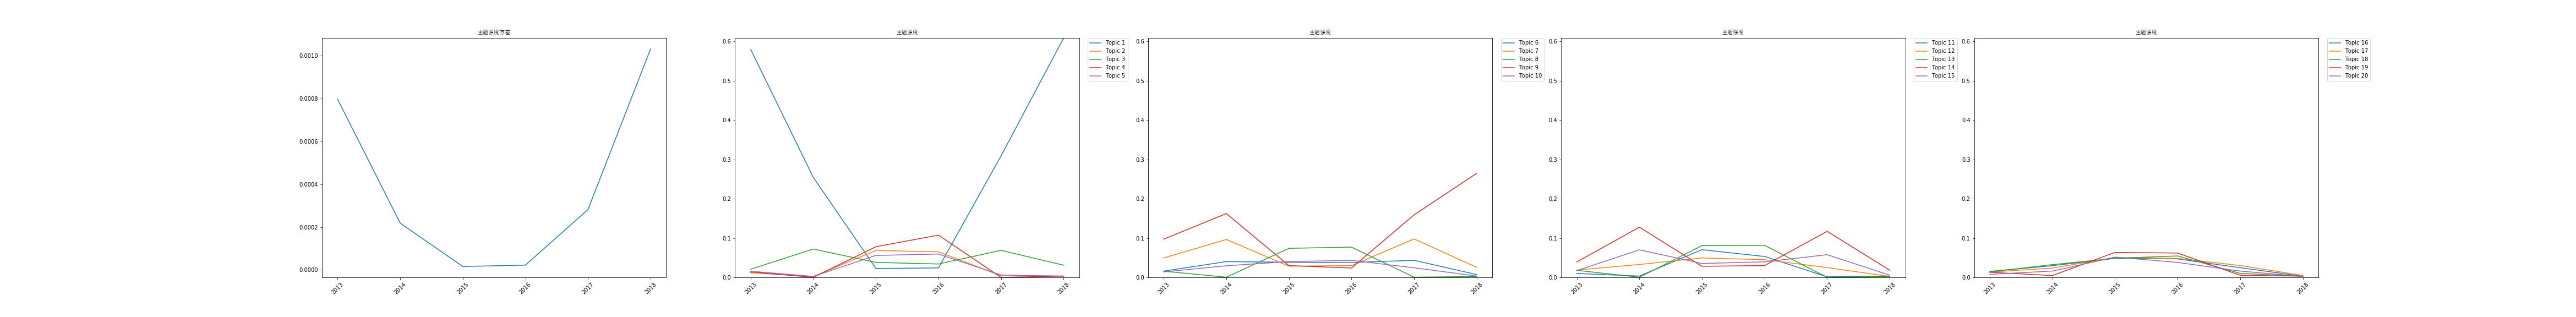 主题强度方差
0.0010
0.0008
0.0006
0.0004
0.0002
0.0000
2013
2014
2015
2016
2017
2018
主题强度
0.6
0.5
0.4
0.3
0.2
0.1
0.0
2013
2014
2015
2016
2017
2018
Topic 1
Topic 2
Topic 3
Topic 4
Topic 5
主题强度
0.6
0.5
0.4
0.3
0.2
0.1
0.0
2013
2014
2015
2016
2017
2018
Topic 6
Topic 7
Topic 8
Topic 9
Topic 10
主题强度
0.6
0.5
0.4
0.3
0.2
0.1
0.0
2013
2014
2015
2016
2017
2018
Topic 11
Topic 12
Topic 13
Topic 14
Topic 15
主题强度
0.6
0.5
0.4
0.3
0.2
0.1
0.0
2013
2014
2015
2016
2017
2018
Topic 16
Topic 17
Topic 18
Topic 19
Topic 20